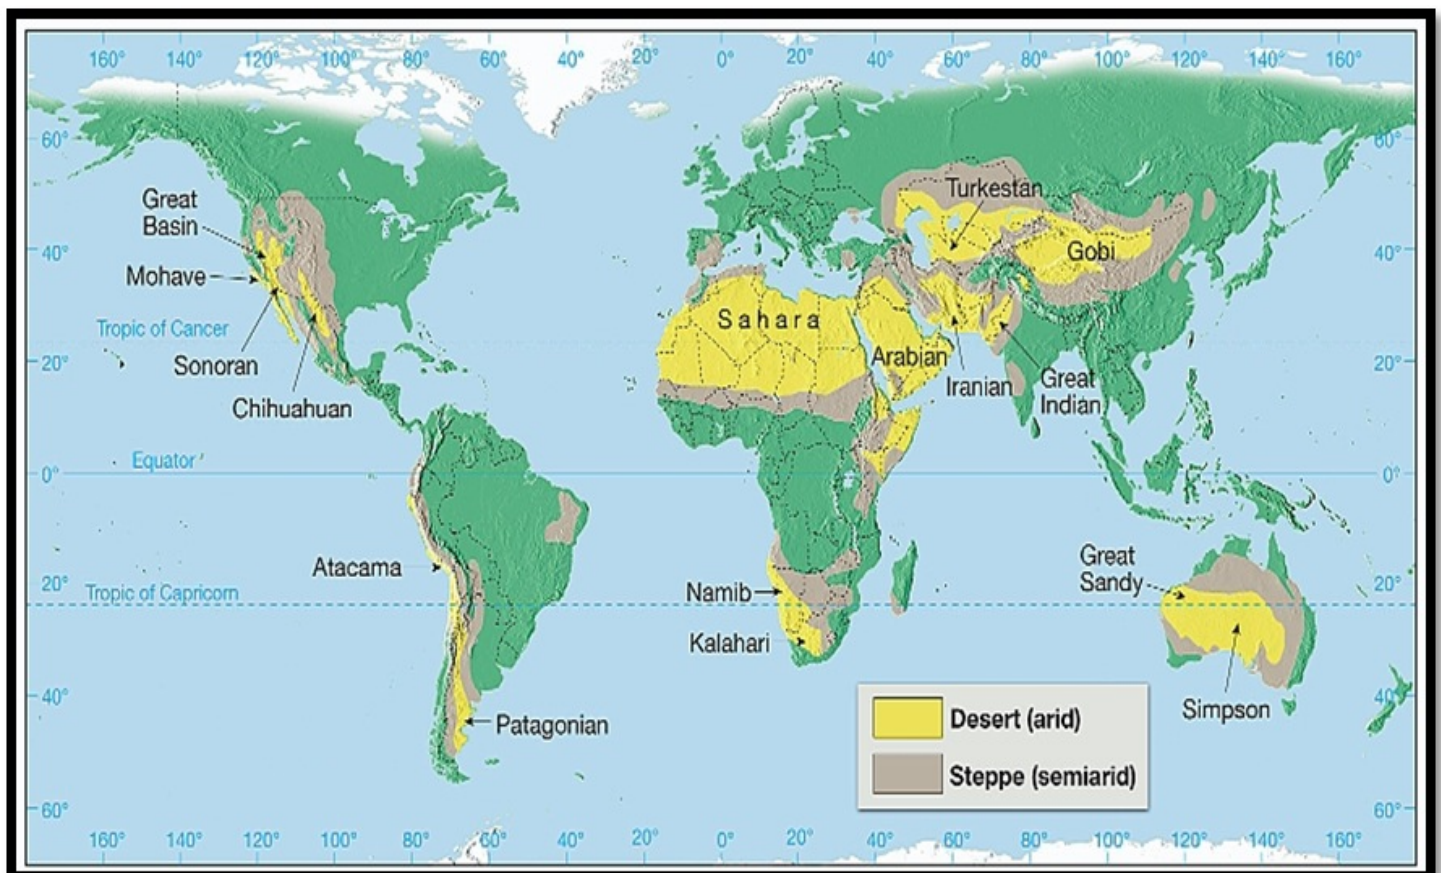 160° 140° 120° 100° 80° 60° 40° 20° 0° 20° 40° 60° 80° 100° 120° 140° 160°
60° 60°
Turkestan
Great
Basin
40° Gobi 40°
Mohave
Sahara
Tropic of Cancer
Arabian
20° Sonoran Iranian Great 20°
Indian
Chihuahuan
Equator
0° 0°
Great
Sandy
Atacama
20° 20°
Tropic of Capricorn Namib
Kalahari
40° 40°
Simpson
Patagonian
Desert (arid)
Steppe (semiarid)
60° 60°
160° 140° 120° 100° 80° 60° 40° 20° 0° 20° 40° 60° 80° 100° 120° 140° 160°